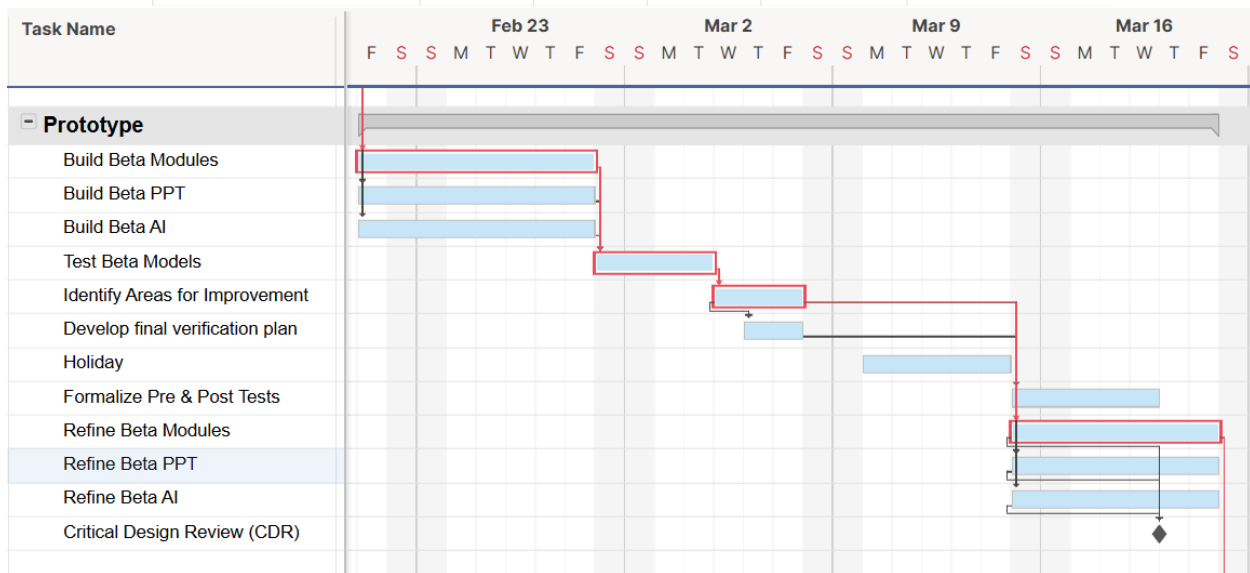 Task Name
Feb 23 Mar 2 Mar 9 Mar 16
F S S M T W T F S S M T W T F S S M T W T F S S M T W T F S
Prototype
Build Beta Modules
Build Beta PPT
Build Beta AI
Test Beta Models
Identify Areas for Improvement
Develop final verification plan
Holiday
Formalize Pre & Post Tests
Refine Beta Modules
Refine Beta PPT
Refine Beta AI
Critical Design Review (CDR)